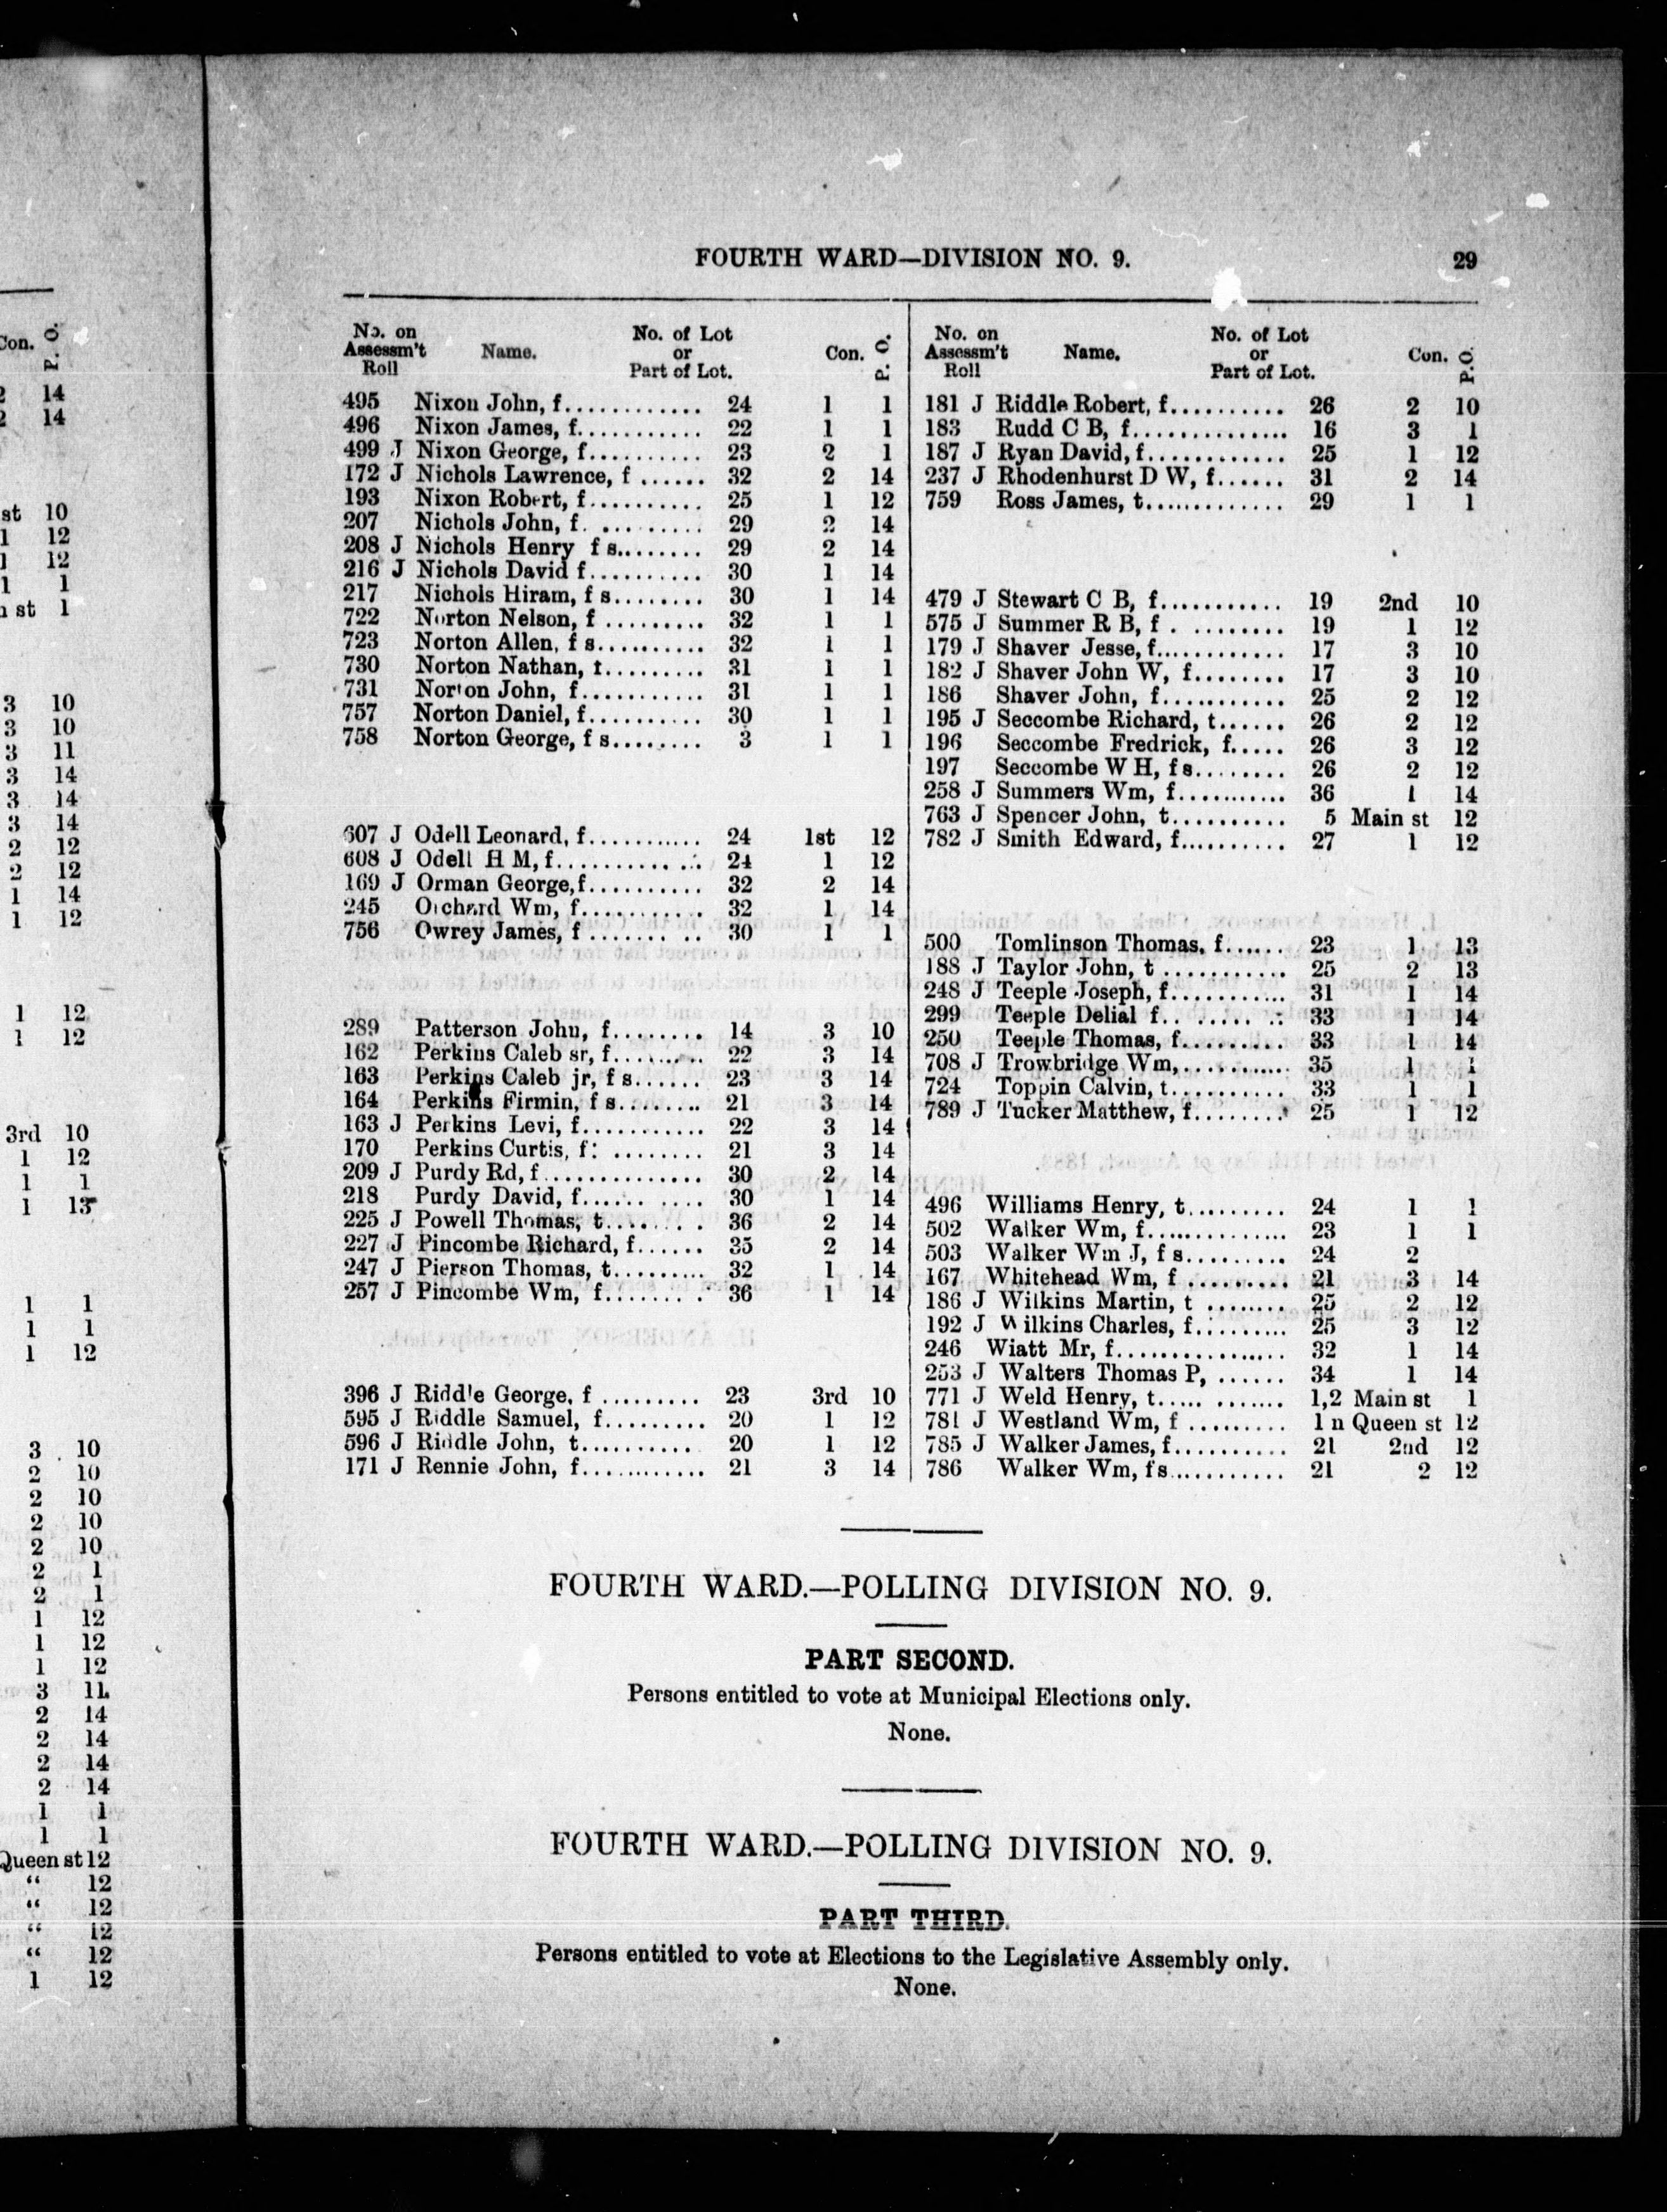 FOURTH WARD—DIVISION NO. 9. 29
No. on Assessm't Roll Name. No. of Lot or Part of Lot. Con. P. O.
495 Nixon John, f............ 24 1 1
496 Nixon James, f........... 22 1 1
499 J Nixon George, f.......... 23 2 1
172 J Nichols Lawrence, f ...... 32 2 14
193 Nixon Robert, f.......... 25 1 12
207 Nichols John, f. .......... 29 2 14
208 J Nichols Henry f s........ 29 2 14
216 J Nichols David f........... 30 1 14
217 Nichols Hiram, f s........ 30 1 14
722 Norton Nelson, f ......... 32 1 1
723 Norton Allen, f s.......... 32 1 1
730 Norton Nathan, t......... 31 1 1
731 Norton John, f........... 31 1 1
757 Norton Daniel, f.......... 30 1 1
758 Norton George, f s........ 3 1 1
607 J Odell Leonard, f.......... 24 1st 12
608 J Odell H M, f............. 24 1 12
169 J Orman George,f.......... 32 2 14
245 Orchard Wm, f........... 32 1 14
756 Owrey James, f ....... .. 30 1 1
289 Patterson John, f........ 14 3 10
162 Perkins Caleb sr, f........ 22 3 14
163 Perkins Caleb jr, f s...... 23 3 14
164 Perkins Firmin, f s........ 21 3 14
163 J Perkins Levi, f........... 22 3 14
170 Perkins Curtis, f: ........ 21 3 14
209 J Purdy Rd, f.............. 30 2 14
218 Purdy David, f...... .... 30 1 14
225 J Powell Thomas, t........ 36 2 14
227 J Pincombe Richard, f...... 35 2 14
247 J Pierson Thomas, t......... 32 1 14
257 J Pincombe Wm, f......... 36 1 14
396 J Riddle George, f ......... 23 3rd 10
595 J Riddle Samuel, f......... 20 1 12
596 J Riddle John, t.......... 20 1 12
171 J Rennie John, f............ 21 3 14
No. on Assessm't Roll Name. No. of Lot or Part of Lot. Con. P.O.
181 J Riddle Robert, f.......... 26 2 10
183 Rudd C B, f.............. 16 3 1
187 J Ryan David, f............ 25 1 12
237 J Rhodenhurst D W, f...... 31 2 14
759 Ross James, t............. 29 1 1
479 J Stewart C B, f........... 19 2nd 10
575 J Summer R B, f . ........ 19 1 12
179 J Shaver Jesse, f............ 17 3 10
182 J Shaver John W, f........ 17 3 10
186 Shaver John, f........... 25 2 12
195 J Seccombe Richard, t...... 26 2 12
196 Seccombe Fredrick, f..... 26 3 12
197 Seccombe W H, f s........ 26 2 12
258 J Summers Wm, f........... 36 1 14
763 J Spencer John, t.......... 5 Main st 12
782 J Smith Edward, f.......... 27 1 12
500 Tomlinson Thomas, f...... 23 1 13
188 J Taylor John, t ........... 25 2 13
248 J Teeple Joseph, f........... 31 1 14
299 Teeple Delial f.. ...... .: 33 1 14
250 Teeple Thomas, f......... 33 1 14
708 J Trowbridge Wm,........... 35 1 1
724 Toppin Calvin, t.......... 33 1 1
789 J Tucker Matthew, f........ 25 1 12
496 Williams Henry, t......... 24 1 1
502 Walker Wm, f............. 23 1 1
503 Walker Wm J, f s......... 24 2
167 Whitehead Wm, f ......... 21 3 14
186 J Wilkins Martin, t ........ 25 2 12
192 J Wilkins Charles, f......... 25 3 12
246 Wiatt Mr, f............... 32 1 14
253 J Walters Thomas P, ...... 34 1 14
771 J Weld Henry, t..... ....... 1,2 Main st 1
781 J Westland Wm, f ......... 1 n Queen st 12
785 J Walker James, f.......... 21 2nd 12
786 Walker Wm, f s........... 21 2 12
FOURTH WARD.—POLLING DIVISION NO. 9.
PART SECOND.
Persons entitled to vote at Municipal Elections only.
None.
FOURTH WARD.—POLLING DIVISION NO. 9.
PART THIRD.
Persons entitled to vote at Elections to the Legislative Assembly only.
None.